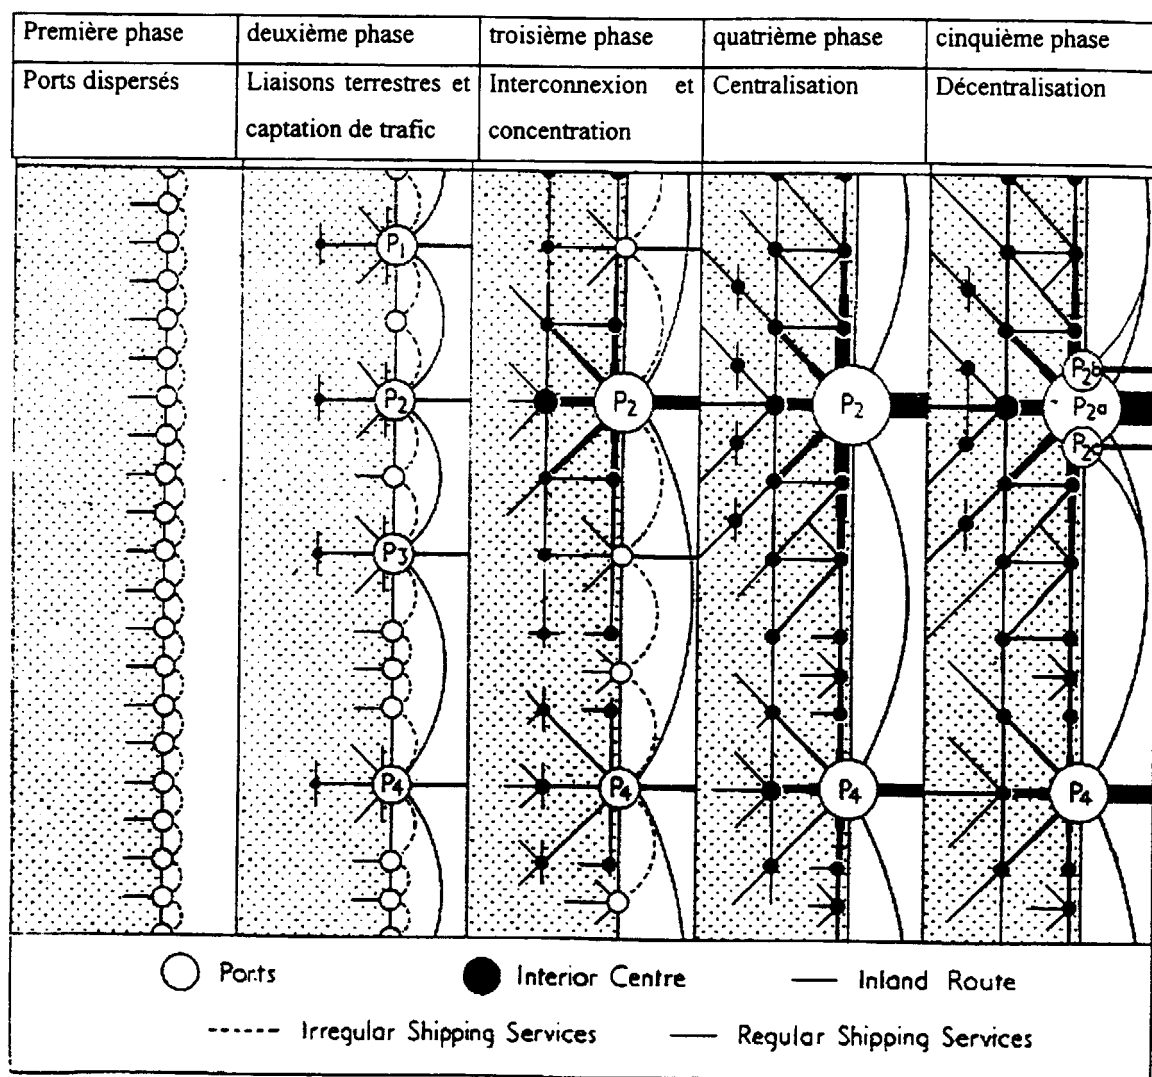 Première phase
deuxième phase
troisième phase
quatrième phase
cinquième phase
Ports dispersés
Liaisons terrestres et
captation de trafic
Interconnexion et
concentration
Centralisation
Décentralisation
P1
P2
P3
P4
P2
P4
P2
P4
P2b
P2a
P2c
P4
Ports
Interior Centre
Inland Route
Irregular Shipping Services
Regular Shipping Services